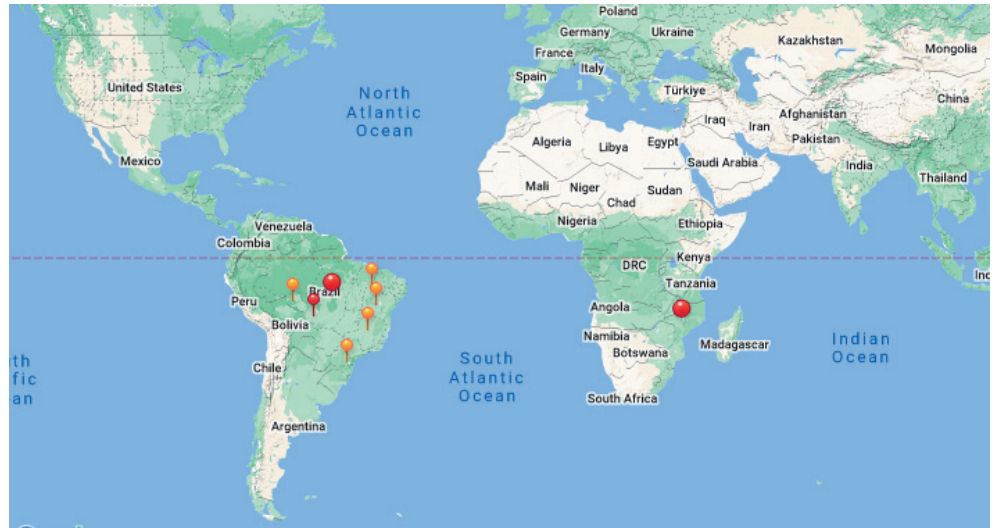 Poland
Germany
Ukraine
France
Kazakhstan
Mongolia
Italy
Spain
Türkiye
United States
North
Atlantic
Ocean
China
Afghanistan
Iraq
Iran
Pakistan
Algeria
Libya
Egypt
Mexico
Saudi Arabia
India
Thailand
Mali
Niger
Sudan
Chad
Venezuela
Nigeria
Ethiopia
Colombia
Kenya
DRC
Tanzania
Brazil
Peru
Angola
Bolivia
Namibia
Botswana
Madagascar
Indian
Ocean
South
Atlantic
Ocean
Chile
South Africa
Argentina